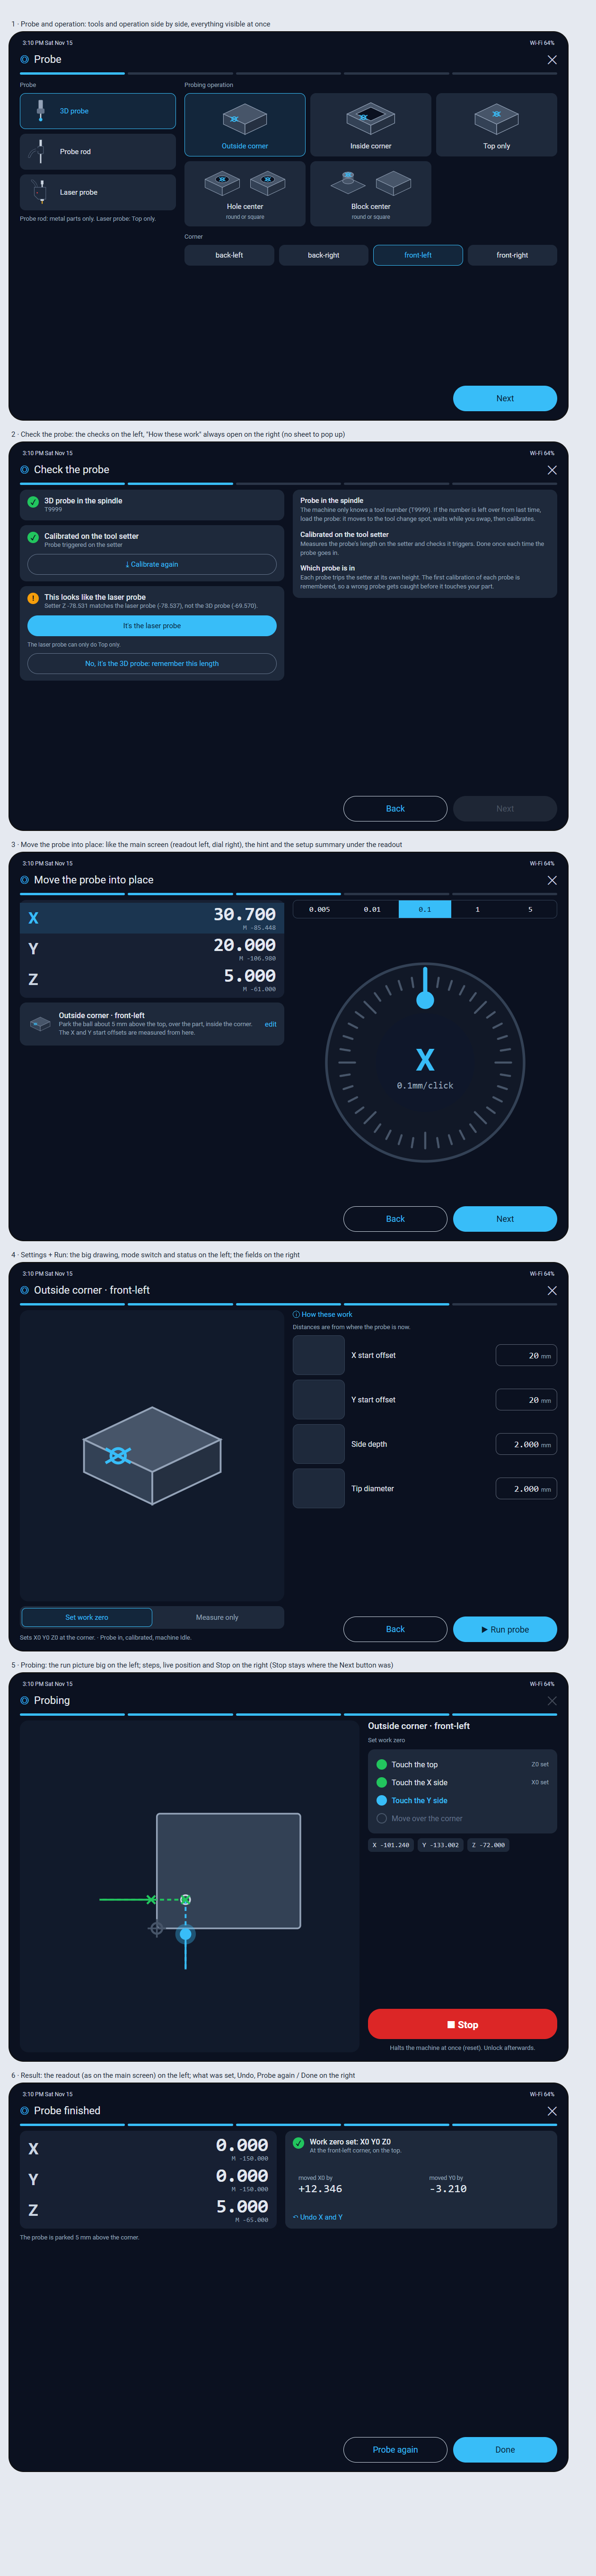 1 · Probe and operation: tools and operation side by side, everything visible at once
3:10 PM Sat Nov 15
Wi-Fi 64%
Probe
Probe
Probing operation
3D probe
Probe rod
Laser probe
Probe rod: metal parts only. Laser probe: Top only.
Outside corner
Inside corner
Top only
Hole center
round or square
Block center
round or square
Corner
back-left
back-right
front-left
front-right
Next
2 · Check the probe: the checks on the left, "How these work" always open on the right (no sheet to pop up)
3:10 PM Sat Nov 15
Wi-Fi 64%
Check the probe
3D probe in the spindle
T9999
Calibrated on the tool setter
Probe triggered on the setter
⤓ Calibrate again
This looks like the laser probe
Setter Z -78.531 matches the laser probe (-78.537), not the 3D probe (-69.570).
It's the laser probe
The laser probe can only do Top only.
No, it's the 3D probe: remember this length
Probe in the spindle
The machine only knows a tool number (T9999). If the number is left over from last time,
load the probe: it moves to the tool change spot, waits while you swap, then calibrates.
Calibrated on the tool setter
Measures the probe's length on the setter and checks it triggers. Done once each time the
probe goes in.
Which probe is in
Each probe trips the setter at its own height. The first calibration of each probe is
remembered, so a wrong probe gets caught before it touches your part.
Back
Next
3 · Move the probe into place: like the main screen (readout left, dial right), the hint and the setup summary under the readout
3:10 PM Sat Nov 15
Wi-Fi 64%
Move the probe into place
X
30.700
M -85.448
Y
20.000
M -106.980
Z
5.000
M -61.000
Outside corner · front-left
Park the ball about 5 mm above the top, over the part, inside the corner.
The X and Y start offsets are measured from here.
edit
0.005
0.01
0.1
1
5
X
0.1mm/click
Back
Next
4 · Settings + Run: the big drawing, mode switch and status on the left; the fields on the right
3:10 PM Sat Nov 15
Wi-Fi 64%
Outside corner · front-left
ⓘ How these work
Distances are from where the probe is now.
X start offset
20 mm
Y start offset
20 mm
Side depth
2.000 mm
Tip diameter
2.000 mm
Set work zero
Measure only
Sets X0 Y0 Z0 at the corner. · Probe in, calibrated, machine Idle.
Back
▶ Run probe
5 · Probing: the run picture big on the left; steps, live position and Stop on the right (Stop stays where the Next button was)
3:10 PM Sat Nov 15
Wi-Fi 64%
Probing
Outside corner · front-left
Set work zero
Touch the top
Z0 set
Touch the X side
X0 set
Touch the Y side
Move over the corner
X -101.240
Y -133.002
Z -72.000
■ Stop
Halts the machine at once (reset). Unlock afterwards.
6 · Result: the readout (as on the main screen) on the left; what was set, Undo, Probe again / Done on the right
3:10 PM Sat Nov 15
Wi-Fi 64%
Probe finished
X
0.000
M -150.000
Y
0.000
M -150.000
Z
5.000
M -65.000
The probe is parked 5 mm above the corner.
Work zero set: X0 Y0 Z0
At the front-left corner, on the top.
moved X0 by
+12.346
moved Y0 by
-3.210
↶ Undo X and Y
Probe again
Done